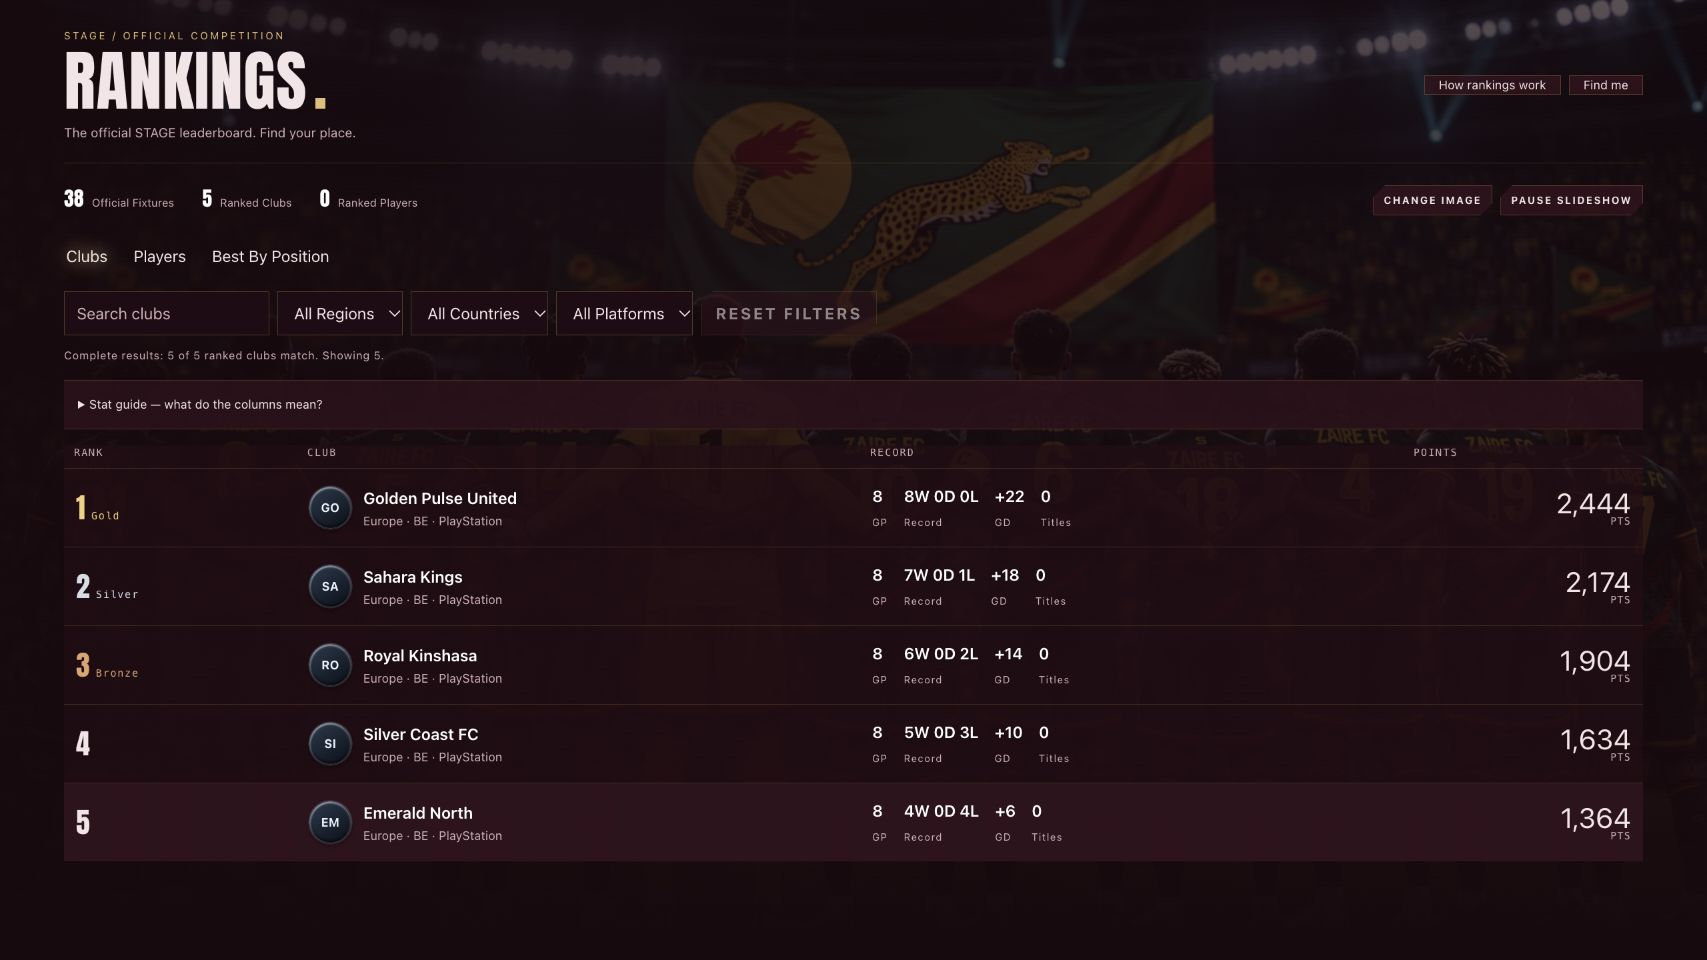 STAGE / OFFICIAL COMPETITION
RANKINGS.
The official STAGE leaderboard. Find your place.
How rankings work
Find me
38 Official Fixtures 5 Ranked Clubs 0 Ranked Players
CHANGE IMAGE
PAUSE SLIDESHOW
Clubs Players Best By Position
Search clubs
All Regions
All Countries
All Platforms
RESET FILTERS
Complete results: 5 of 5 ranked clubs match. Showing 5.
Stat guide — what do the columns mean?
ZAIRE FC ZAIRE FC ZAIRE FC ZAIRE FC
RANK CLUB RECORD POINTS
1 Gold GO Golden Pulse United 8 8W 0D 0L +22 0 2,444
Europe · BE · PlayStation GP Record GD Titles PTS
2 Silver SA Sahara Kings 8 7W 0D 1L +18 0 2,174
Europe · BE · PlayStation GP Record GD Titles PTS
3 Bronze RO Royal Kinshasa 8 6W 0D 2L +14 0 1,904
Europe · BE · PlayStation GP Record GD Titles PTS
4 SI Silver Coast FC 8 5W 0D 3L +10 0 1,634
Europe · BE · PlayStation GP Record GD Titles PTS
5 EM Emerald North 8 4W 0D 4L +6 0 1,364
Europe · BE · PlayStation GP Record GD Titles PTS